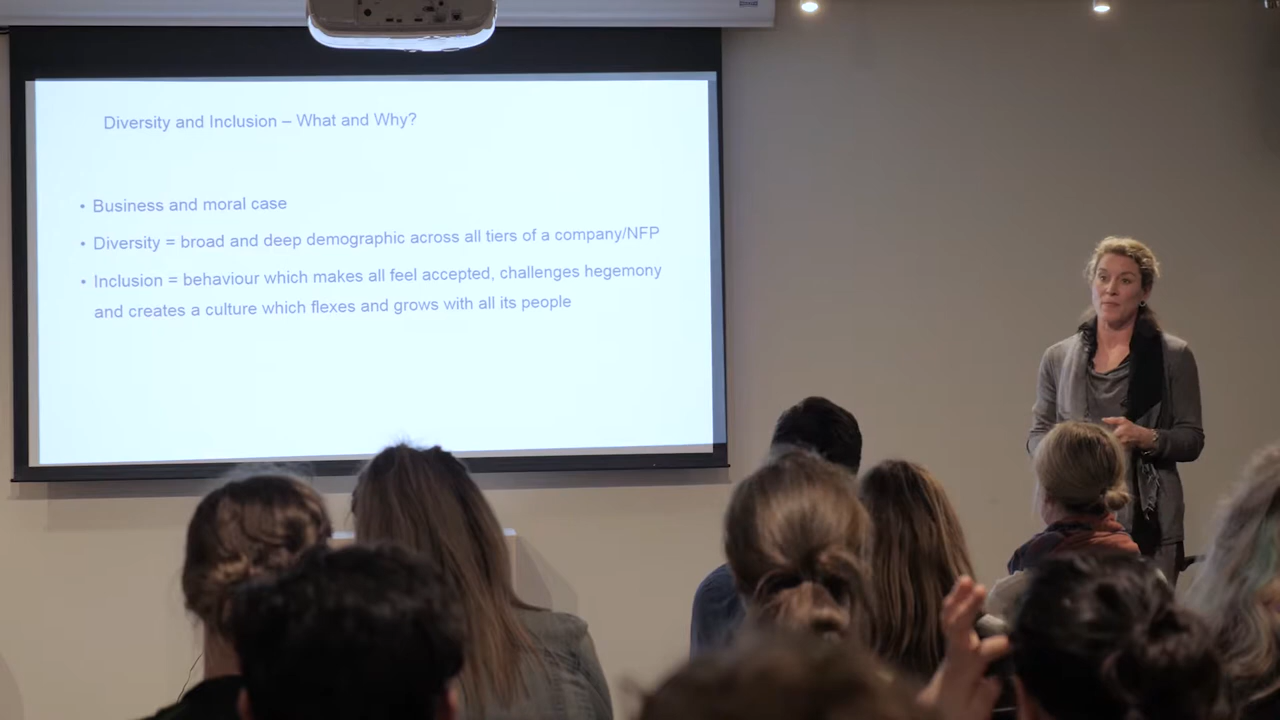 Diversity and Inclusion – What and Why?
• Business and moral case
• Diversity = broad and deep demographic across all tiers of a company/NFP
• Inclusion = behaviour which makes all feel accepted, challenges hegemony
and creates a culture which flexes and grows with all its people